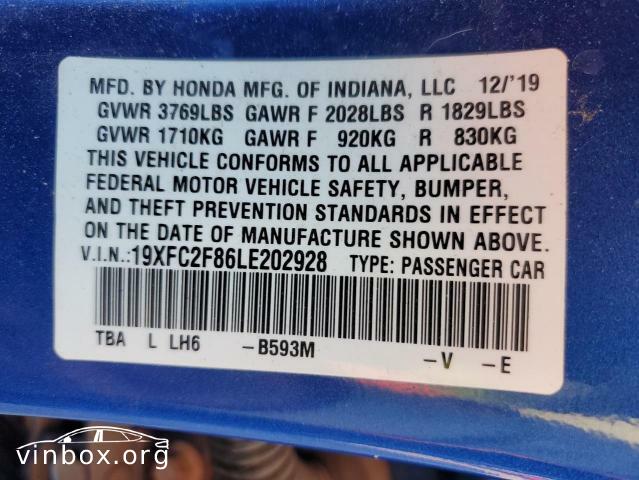 MFD. BY HONDA MFG. OF INDIANA, LLC 12/'19
GVWR 3769LBS GAWR F 2028LBS R 1829LBS
GVWR 1710KG GAWR F 920KG R 830KG
THIS VEHICLE CONFORMS TO ALL APPLICABLE
FEDERAL MOTOR VEHICLE SAFETY, BUMPER,
AND THEFT PREVENTION STANDARDS IN EFFECT
ON THE DATE OF MANUFACTURE SHOWN ABOVE.
V.I.N.:19XFC2F86LE202928 TYPE: PASSENGER CAR
TBA L LH6 -B593M -V -E
vinbox.org